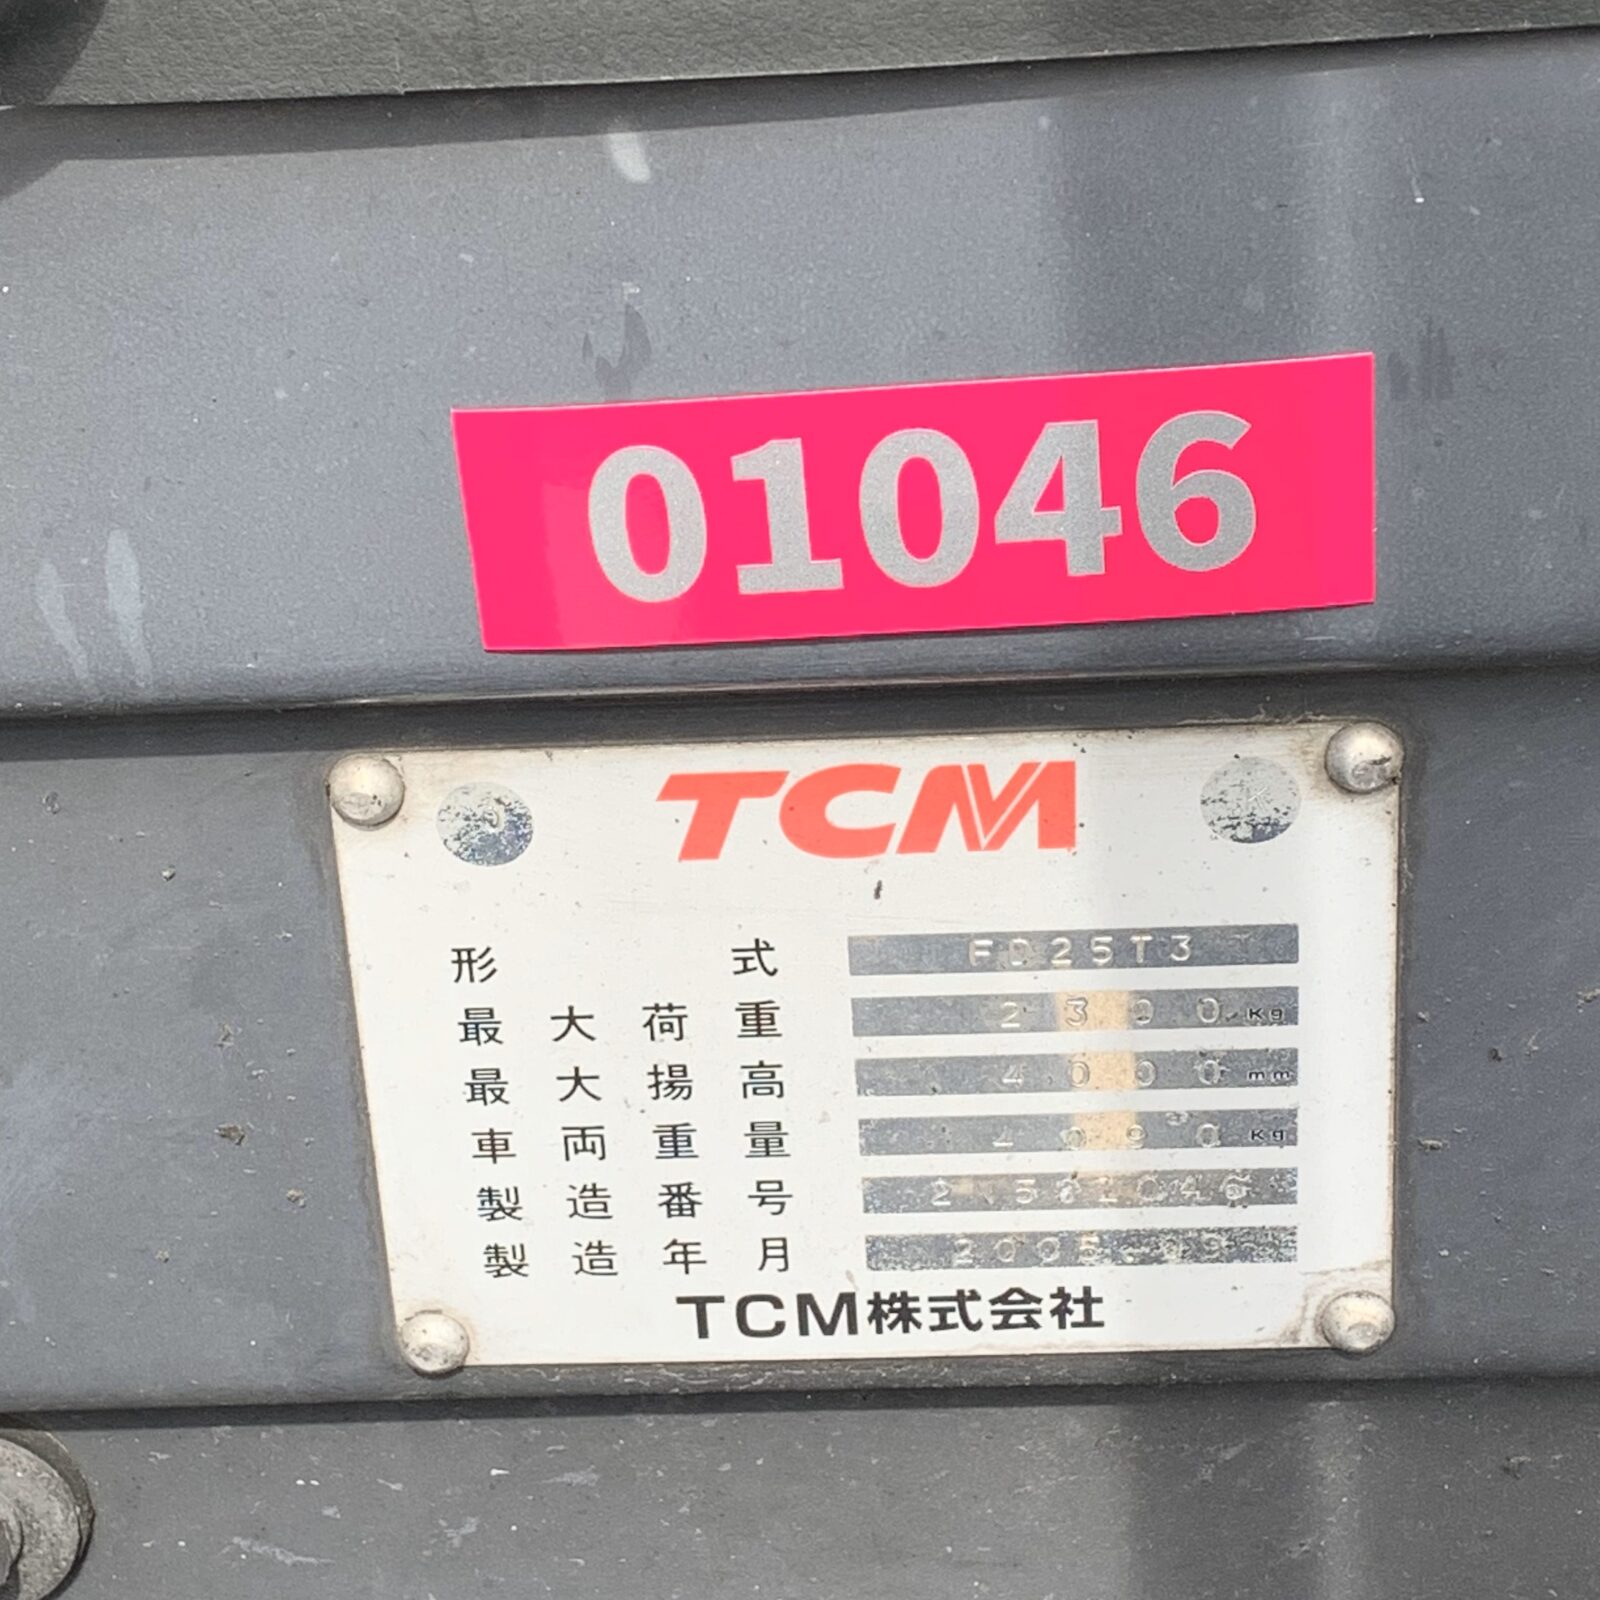 01046
TCM
形式 FD25T3
最大荷重 2300 Kg
最大揚高 4000 mm
車両重量 Kg
製造番号
製造年月
TCM株式会社